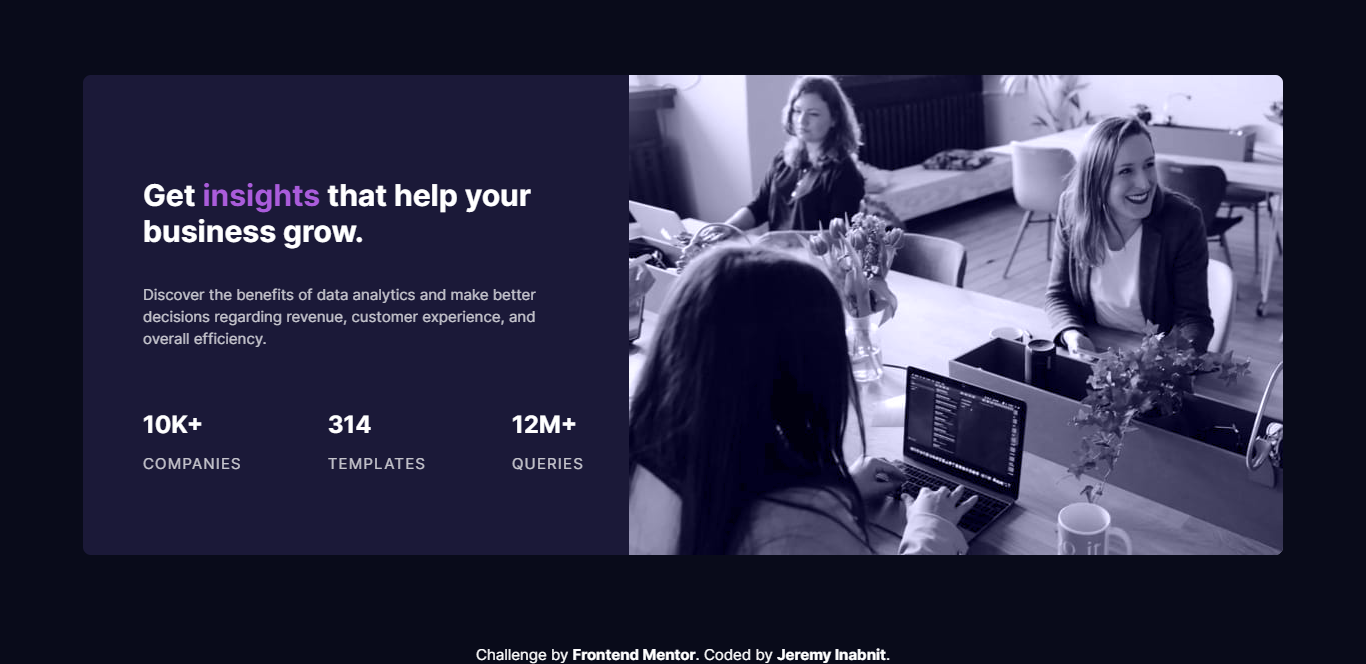 Get insights that help your
business grow.
Discover the benefits of data analytics and make better
decisions regarding revenue, customer experience, and
overall efficiency.
10K+ 314 12M+
COMPANIES TEMPLATES QUERIES
Challenge by Frontend Mentor. Coded by Jeremy Inabnit.